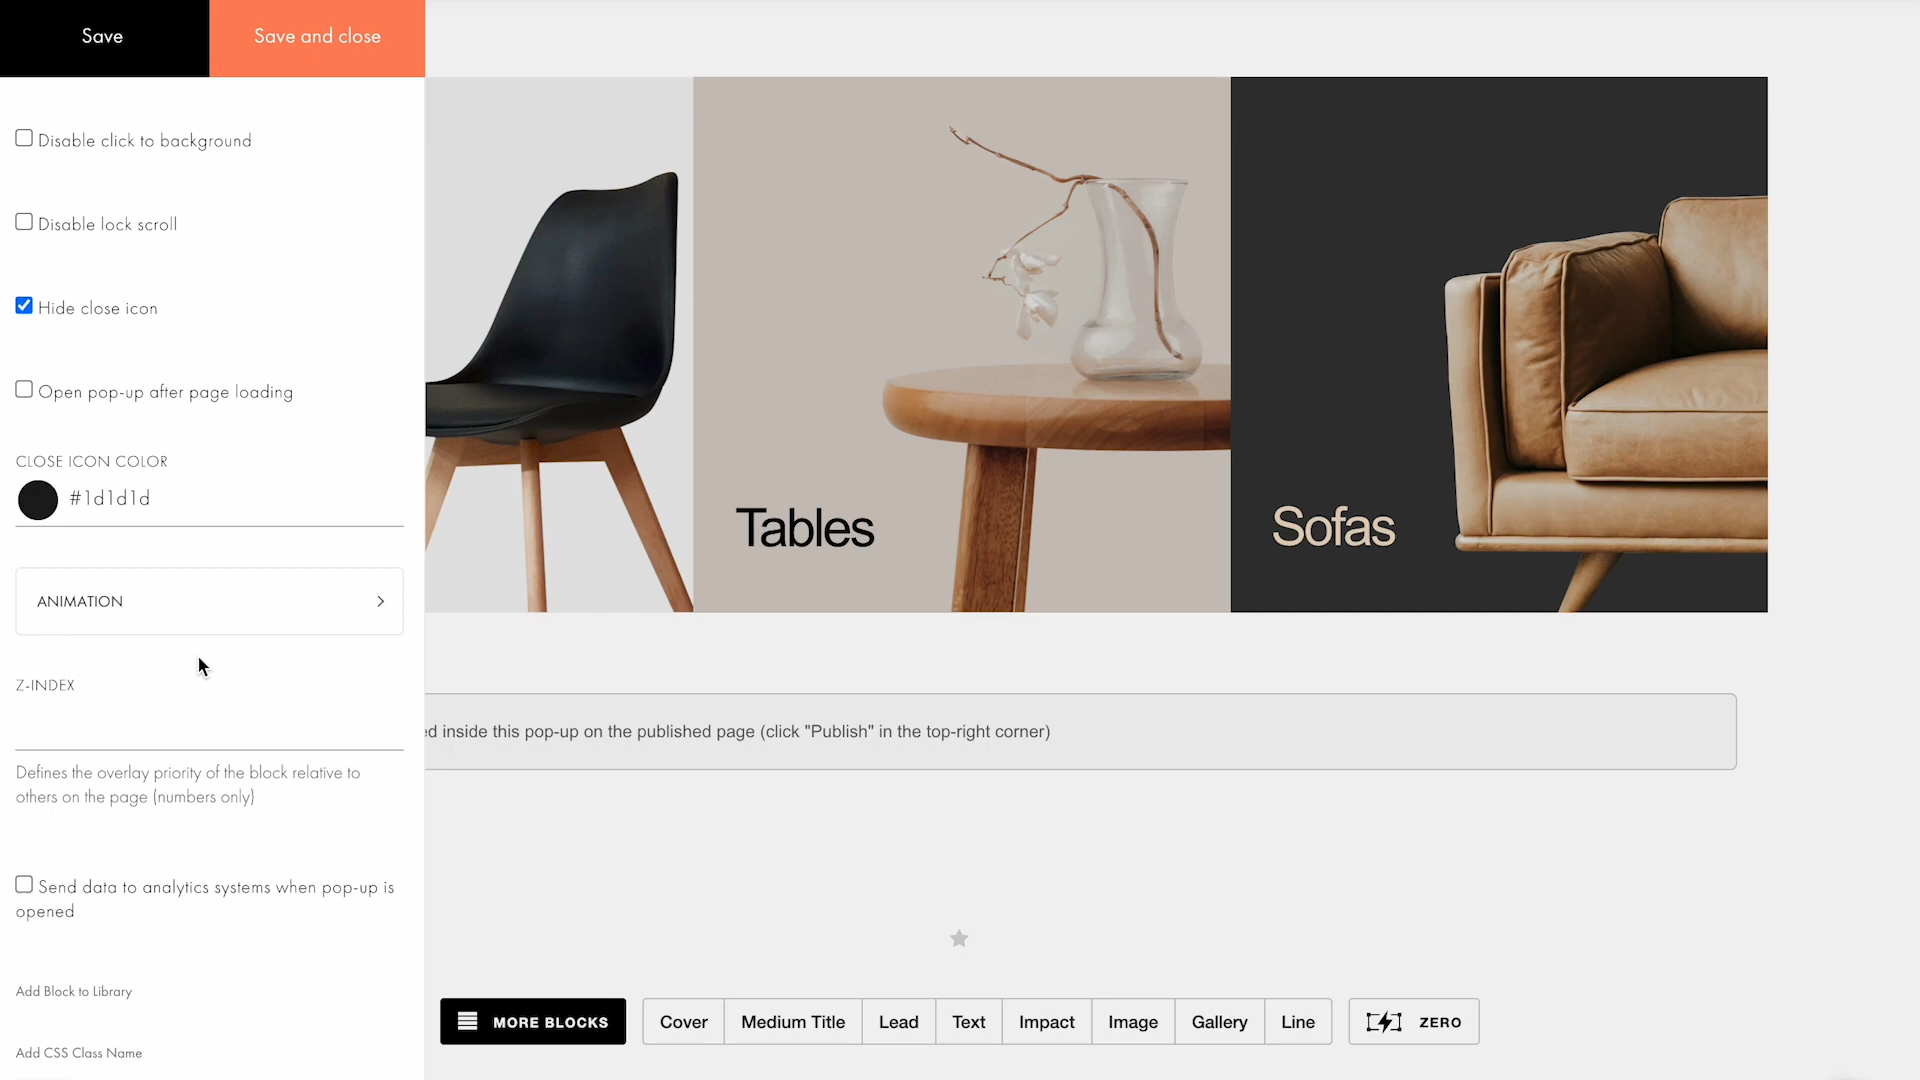 Save
Save and close
Disable click to background
Disable lock scroll
Hide close icon
Open pop-up after page loading
CLOSE ICON COLOR
#1d1d1d
ANIMATION
Z-INDEX
Defines the overlay priority of the block relative to
others on the page (numbers only)
Send data to analytics systems when pop-up is
opened
Add Block to Library
Add CSS Class Name
Tables
Sofas
inside this pop-up on the published page (click "Publish" in the top-right corner)
MORE BLOCKS
Cover
Medium Title
Lead
Text
Impact
Image
Gallery
Line
ZERO